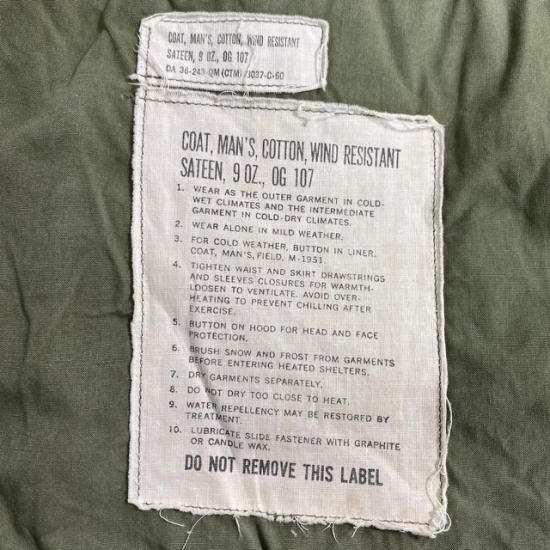 COAT, MAN'S, COTTON, WIND RESISTANT
SATEEN, 9 OZ., OG 107
DA 36-243-QM (CTM) 8037-C-60
COAT, MAN'S, COTTON, WIND RESISTANT
SATEEN, 9 OZ., OG 107
1. WEAR AS THE OUTER GARMENT IN COLD-
WET CLIMATES AND THE INTERMEDIATE
GARMENT IN COLD-DRY CLIMATES.
2. WEAR ALONE IN MILD WEATHER.
3. FOR COLD WEATHER, BUTTON IN LINER.
COAT, MAN'S, FIELD, M-1951
4. TIGHTEN WAIST AND SKIRT DRAWSTRINGS
AND SLEEVES CLOSURES FOR WARMTH-
LOOSEN TO VENTILATE. AVOID OVER-
HEATING TO PREVENT CHILLING AFTER
EXERCISE.
5. BUTTON ON HOOD FOR HEAD AND FACE
PROTECTION.
6. BRUSH SNOW AND FROST FROM GARMENTS
BEFORE ENTERING HEATED SHELTERS.
7. DRY GARMENTS SEPARATELY.
8. DO NOT DRY TOO CLOSE TO HEAT.
9. WATER REPELLENCY MAY BE RESTORED BY
TREATMENT.
10. LUBRICATE SLIDE FASTENER WITH GRAPHITE
OR CANDLE WAX.
DO NOT REMOVE THIS LABEL